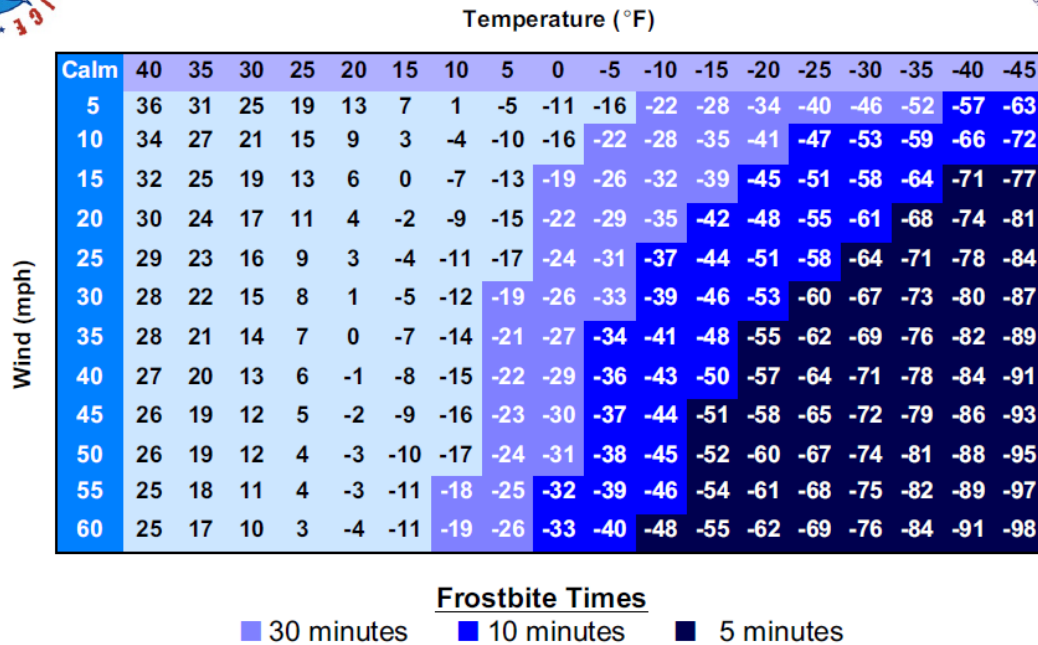 Temperature (°F)
Calm 40 35 30 25 20 15 10 5 0 -5 -10 -15 -20 -25 -30 -35 -40 -45
5 36 31 25 19 13 7 1 -5 -11 -16 -22 -28 -34 -40 -46 -52 -57 -63
10 34 27 21 15 9 3 -4 -10 -16 -22 -28 -35 -41 -47 -53 -59 -66 -72
15 32 25 19 13 6 0 -7 -13 -19 -26 -32 -39 -45 -51 -58 -64 -71 -77
20 30 24 17 11 4 -2 -9 -15 -22 -29 -35 -42 -48 -55 -61 -68 -74 -81
25 29 23 16 9 3 -4 -11 -17 -24 -31 -37 -44 -51 -58 -64 -71 -78 -84
30 28 22 15 8 1 -5 -12 -19 -26 -33 -39 -46 -53 -60 -67 -73 -80 -87
35 28 21 14 7 0 -7 -14 -21 -27 -34 -41 -48 -55 -62 -69 -76 -82 -89
40 27 20 13 6 -1 -8 -15 -22 -29 -36 -43 -50 -57 -64 -71 -78 -84 -91
45 26 19 12 5 -2 -9 -16 -23 -30 -37 -44 -51 -58 -65 -72 -79 -86 -93
50 26 19 12 4 -3 -10 -17 -24 -31 -38 -45 -52 -60 -67 -74 -81 -88 -95
55 25 18 11 4 -3 -11 -18 -25 -32 -39 -46 -54 -61 -68 -75 -82 -89 -97
60 25 17 10 3 -4 -11 -19 -26 -33 -40 -48 -55 -62 -69 -76 -84 -91 -98
Wind (mph)
Frostbite Times
30 minutes 10 minutes 5 minutes